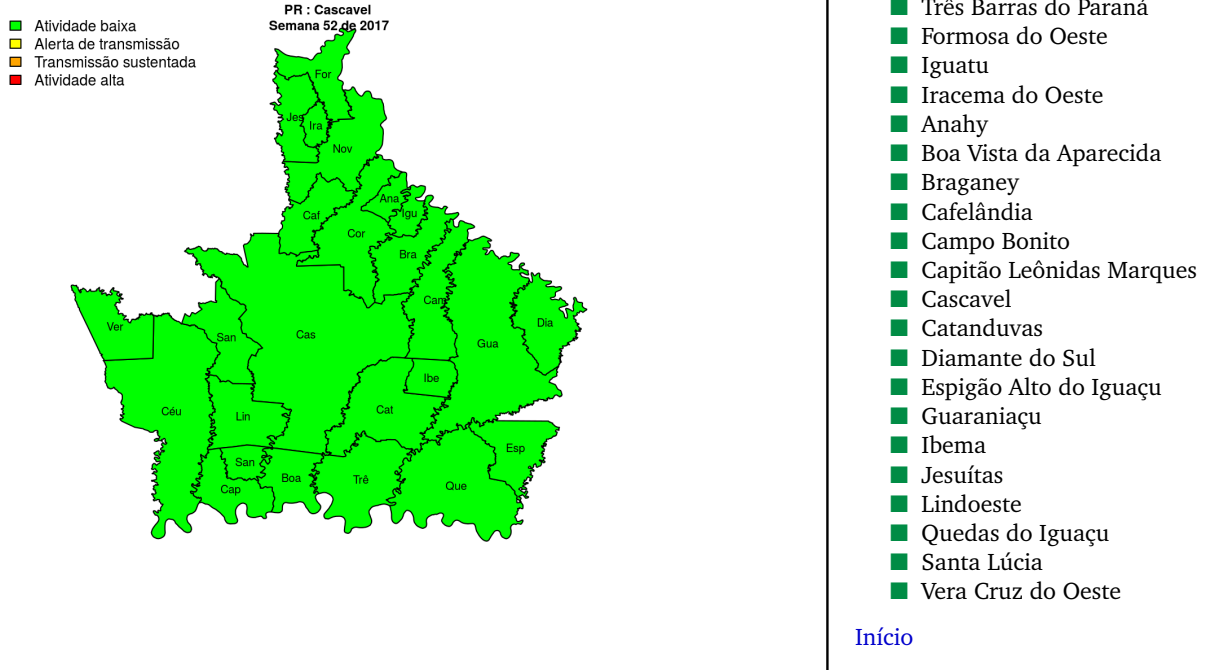 PR : Cascavel
Semana 52 de 2017
Atividade baixa
Alerta de transmissão
Transmissão sustentada
Atividade alta
For
Jes
Ira
Nov
Ana
Igu
Caf
Cor
Bra
Cam
Ver
San
Cas
Gua
Dia
Ibe
Céu
Lin
Cat
San
Esp
Cap
Boa
Trê
Que
Três Barras do Paraná
Formosa do Oeste
Iguatu
Iracema do Oeste
Anahy
Boa Vista da Aparecida
Braganey
Cafelândia
Campo Bonito
Capitão Leônidas Marques
Cascavel
Catanduvas
Diamante do Sul
Espigão Alto do Iguaçu
Guaraniaçu
Ibema
Jesuítas
Lindoeste
Quedas do Iguaçu
Santa Lúcia
Vera Cruz do Oeste
Início